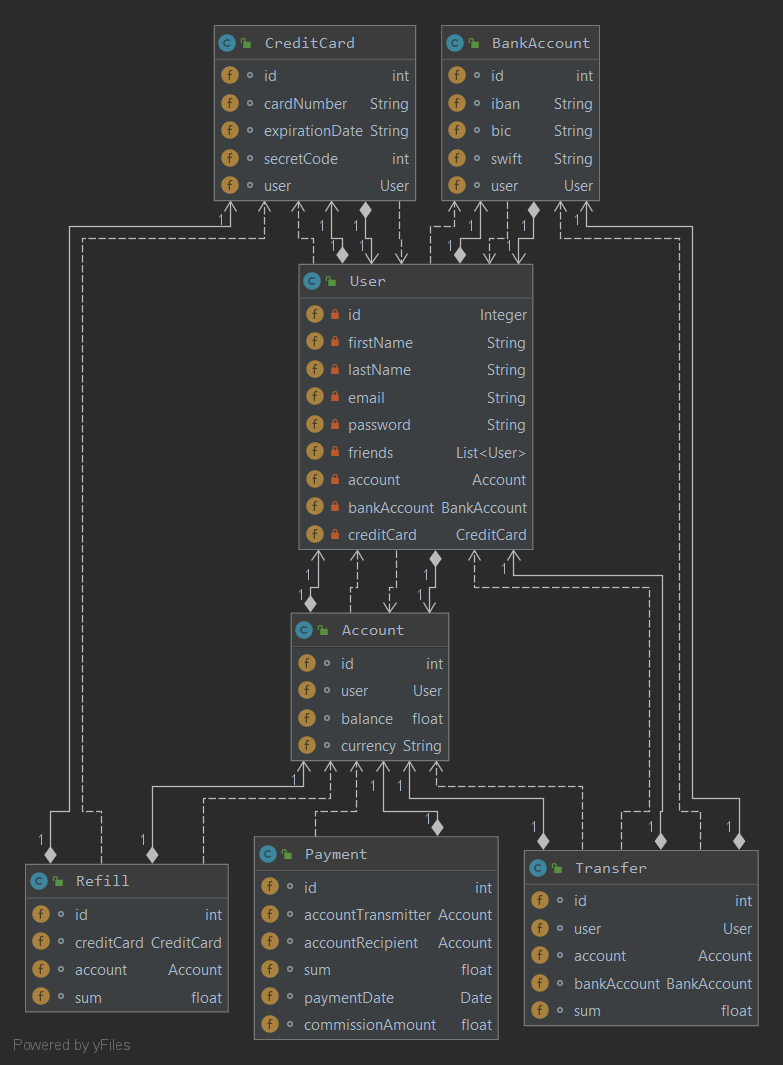 CreditCard
id int
cardNumber String
expirationDate String
secretCode int
user User
BankAccount
id int
iban String
bic String
swift String
user User
1
1
1
1
1
1
User
id Integer
firstName String
lastName String
email String
password String
friends List<User>
account Account
bankAccount BankAccount
creditCard CreditCard
1
1
1
1
1
Account
id int
user User
balance float
currency String
1
1
1
1
1
1
1
1
Refill
id int
creditCard CreditCard
account Account
sum float
Payment
id int
accountTransmitter Account
accountRecipient Account
sum float
paymentDate Date
commissionAmount float
Transfer
id int
user User
account Account
bankAccount BankAccount
sum float
Powered by yFiles